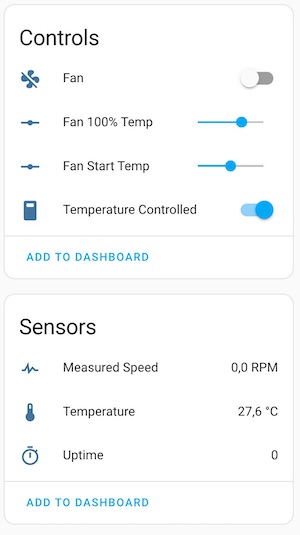 Controls
Fan
Fan 100% Temp
Fan Start Temp
Temperature Controlled
ADD TO DASHBOARD
Sensors
Measured Speed 0,0 RPM
Temperature 27,6 °C
Uptime 0
ADD TO DASHBOARD